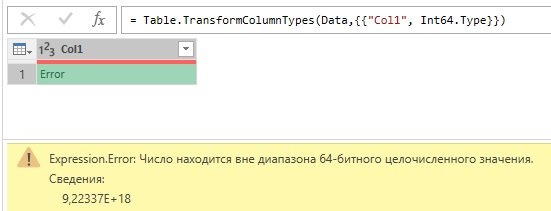 fx = Table.TransformColumnTypes(Data,{{"Col1", Int64.Type}})
1²3 Col1
1 Error
Expression.Error: Число находится вне диапазона 64-битного целочисленного значения.
Сведения:
9,22337E+18